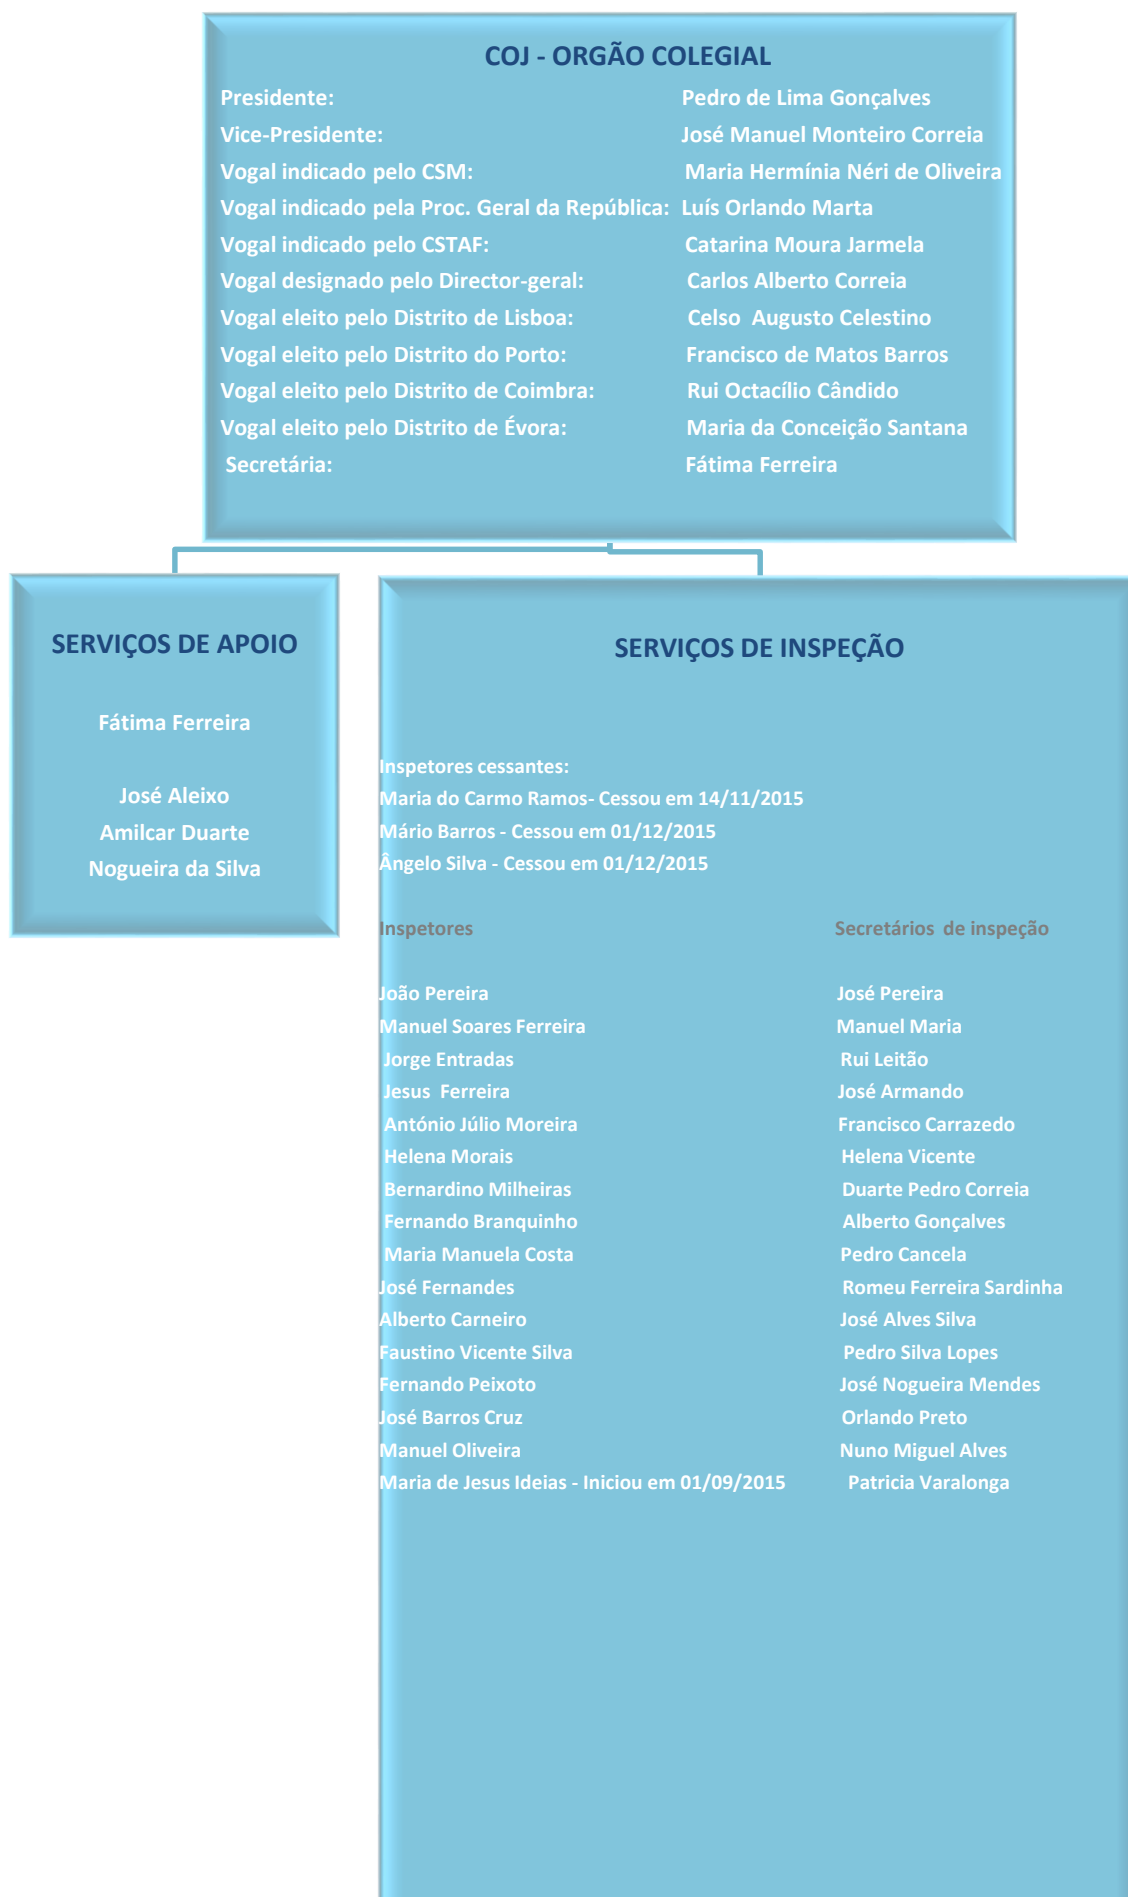 COJ - ORGÃO COLEGIAL
Presidente: Pedro de Lima Gonçalves
Vice-Presidente: José Manuel Monteiro Correia
Vogal indicado pelo CSM: Maria Hermínia Néri de Oliveira
Vogal indicado pela Proc. Geral da República: Luís Orlando Marta
Vogal indicado pelo CSTAF: Catarina Moura Jarmela
Vogal designado pelo Director-geral: Carlos Alberto Correia
Vogal eleito pelo Distrito de Lisboa: Celso Augusto Celestino
Vogal eleito pelo Distrito do Porto: Francisco de Matos Barros
Vogal eleito pelo Distrito de Coimbra: Rui Octacílio Cândido
Vogal eleito pelo Distrito de Évora: Maria da Conceição Santana
Secretária: Fátima Ferreira
SERVIÇOS DE APOIO
Fátima Ferreira
José Aleixo
Amilcar Duarte
Nogueira da Silva
SERVIÇOS DE INSPEÇÃO
Inspetores cessantes:
Maria do Carmo Ramos- Cessou em 14/11/2015
Mário Barros - Cessou em 01/12/2015
Ângelo Silva - Cessou em 01/12/2015
Inspetores Secretários de inspeção
João Pereira José Pereira
Manuel Soares Ferreira Manuel Maria
Jorge Entradas Rui Leitão
Jesus Ferreira José Armando
António Júlio Moreira Francisco Carrazedo
Helena Morais Helena Vicente
Bernardino Milheiras Duarte Pedro Correia
Fernando Branquinho Alberto Gonçalves
Maria Manuela Costa Pedro Cancela
José Fernandes Romeu Ferreira Sardinha
Alberto Carneiro José Alves Silva
Faustino Vicente Silva Pedro Silva Lopes
Fernando Peixoto José Nogueira Mendes
José Barros Cruz Orlando Preto
Manuel Oliveira Nuno Miguel Alves
Maria de Jesus Ideias - Iniciou em 01/09/2015 Patricia Varalonga